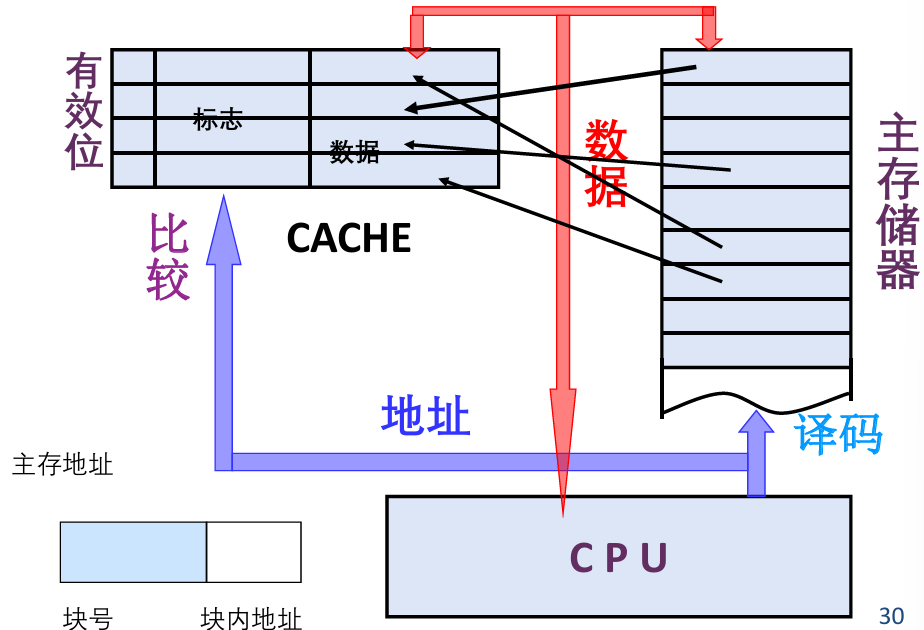 有效位
标志
数据
比较
CACHE
数据
主存储器
地址
译码
主存地址
CPU
块号
块内地址
30